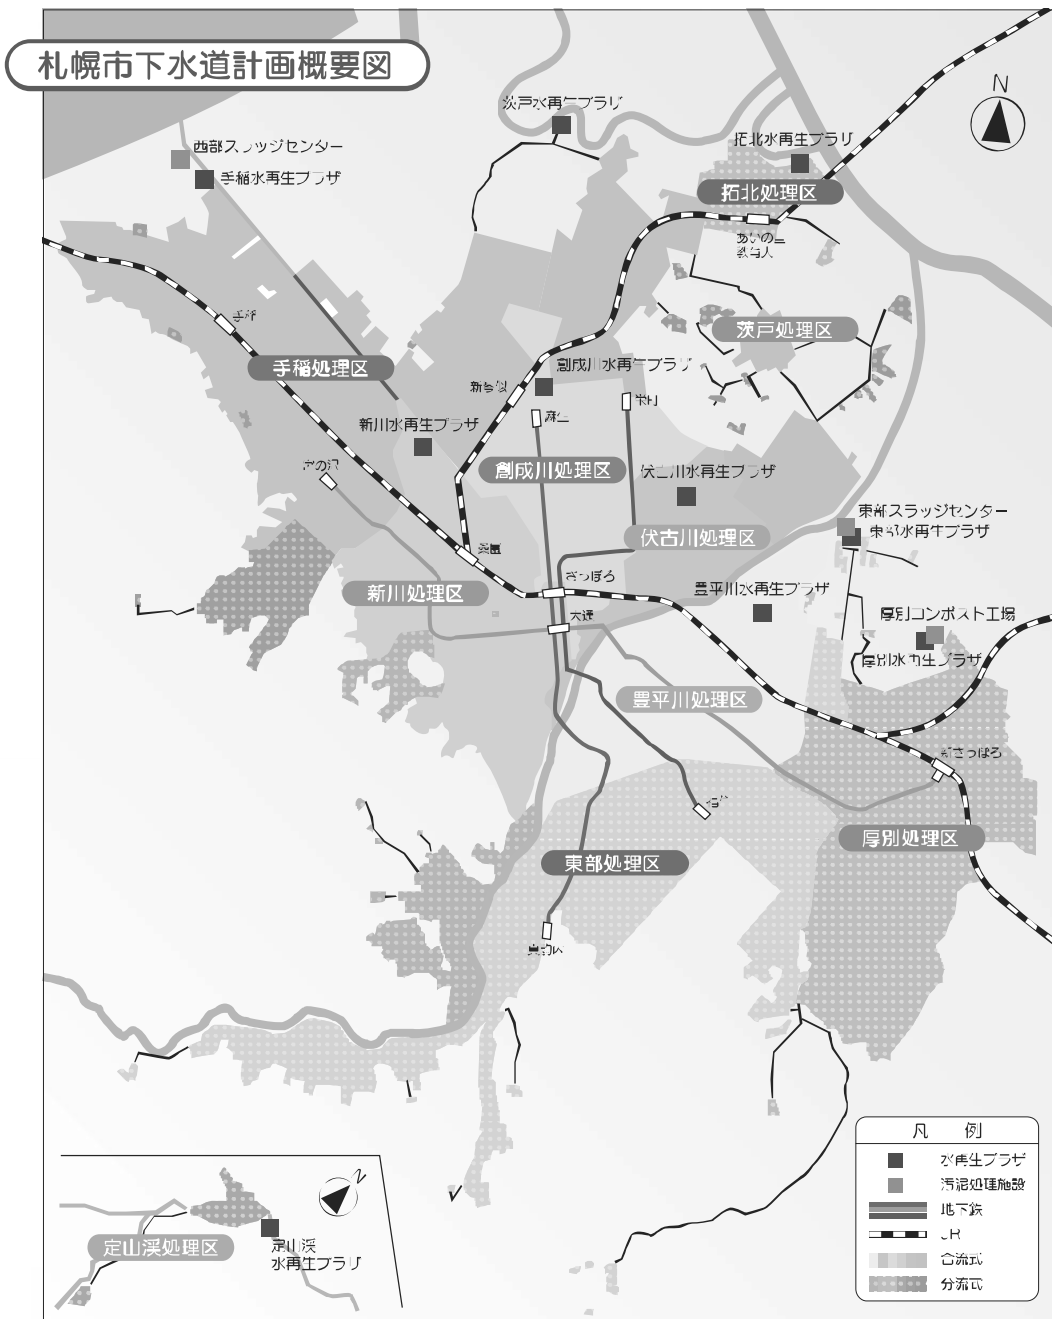 札幌市下水道計画概要図
N
茨戸水再生プラザ
拓北水再生プラザ
西部スラッジセンター
手稲水再生プラザ
拓北処理区
あいの里
教育大
茨戸処理区
手稲
手稲処理区
創成川水再生プラザ
新琴似
麻生
栄町
新川水再生プラザ
宮の沢
創成川処理区
伏古川水再生プラザ
東部スラッジセンター
東部水再生プラザ
伏古川処理区
桑園
さっぽろ
新川処理区
豊平川水再生プラザ
大通
厚別コンポスト工場
厚別水再生プラザ
豊平川処理区
新さっぽろ
福住
厚別処理区
東部処理区
真駒内
凡 例
水再生プラザ
汚泥処理施設
地下鉄
JR
合流式
分流式
N
定山渓処理区
定山渓
水再生プラザ